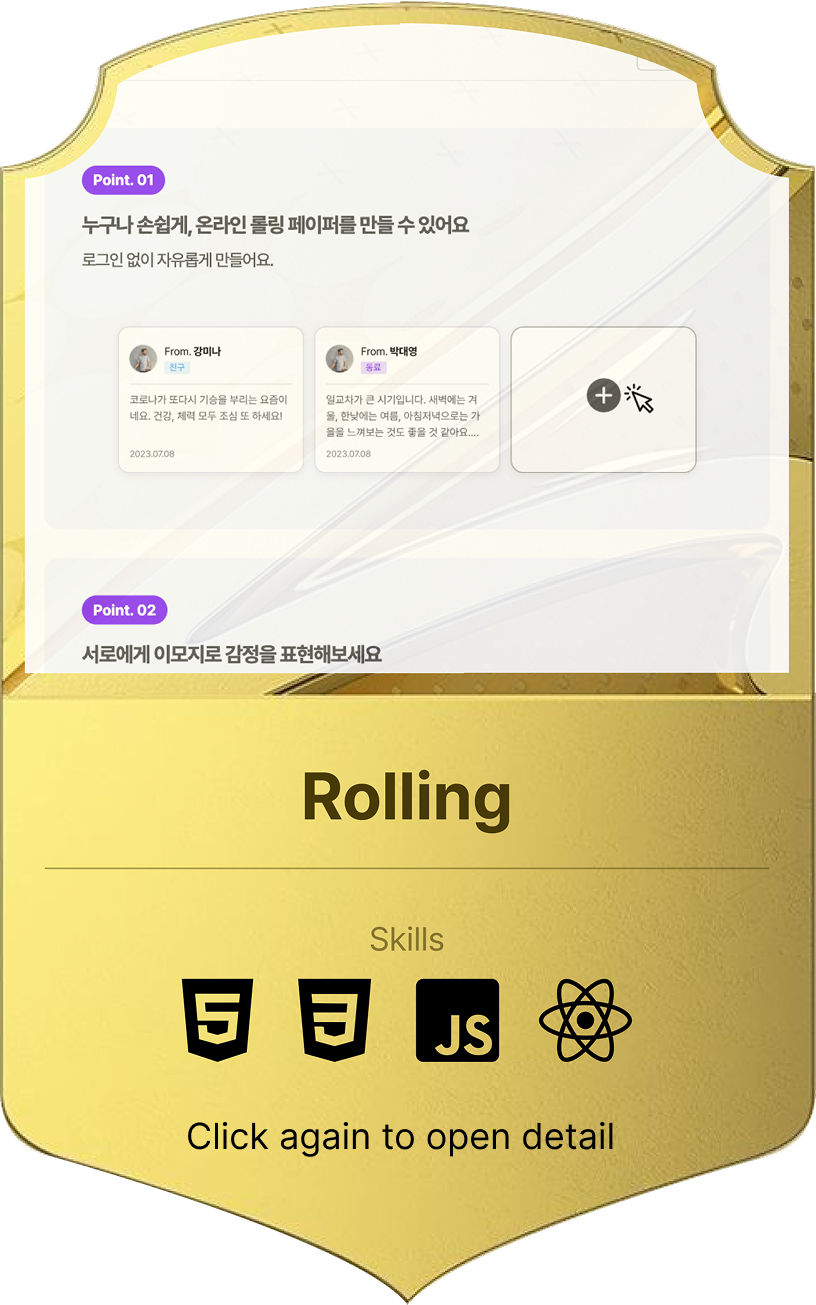 Point. 01
누구나 손쉽게, 온라인 롤링 페이퍼를 만들 수 있어요
로그인 없이 자유롭게 만들어요.
From. 강미나
친구
코로나가 또다시 기승을 부리는 요즘이
네요. 건강, 체력 모두 조심 또 하세요!
2023.07.08
From. 박대영
동료
일교차가 큰 시기입니다. 새벽에는 겨
울, 한낮에는 여름, 아침저녁으로는 가
을을 느껴보는 것도 좋을 것 같아요....
2023.07.08
Point. 02
서로에게 이모지로 감정을 표현해보세요
Rolling
Skills
5
3
JS
Click again to open detail